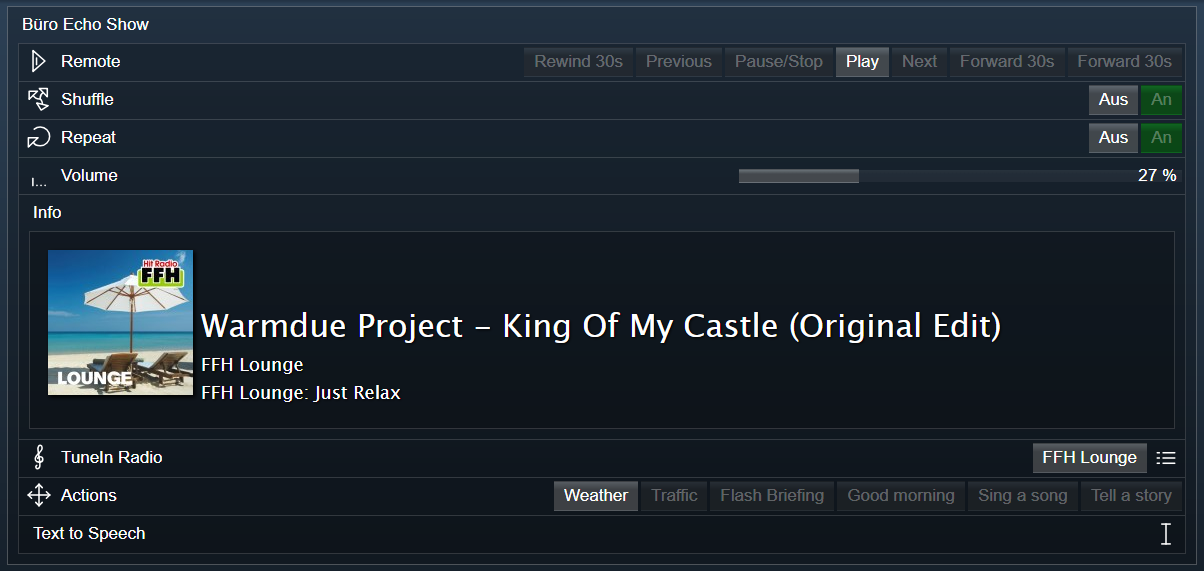 Büro Echo Show
Remote Rewind 30s Previous Pause/Stop Play Next Forward 30s Forward 30s
Shuffle Aus An
Repeat Aus An
Volume 27 %
Info
Hit Radio
FFH
LOUNGE
Warmdue Project - King Of My Castle (Original Edit)
FFH Lounge
FFH Lounge: Just Relax
TuneIn Radio FFH Lounge
Actions Weather Traffic Flash Briefing Good morning Sing a song Tell a story
Text to Speech